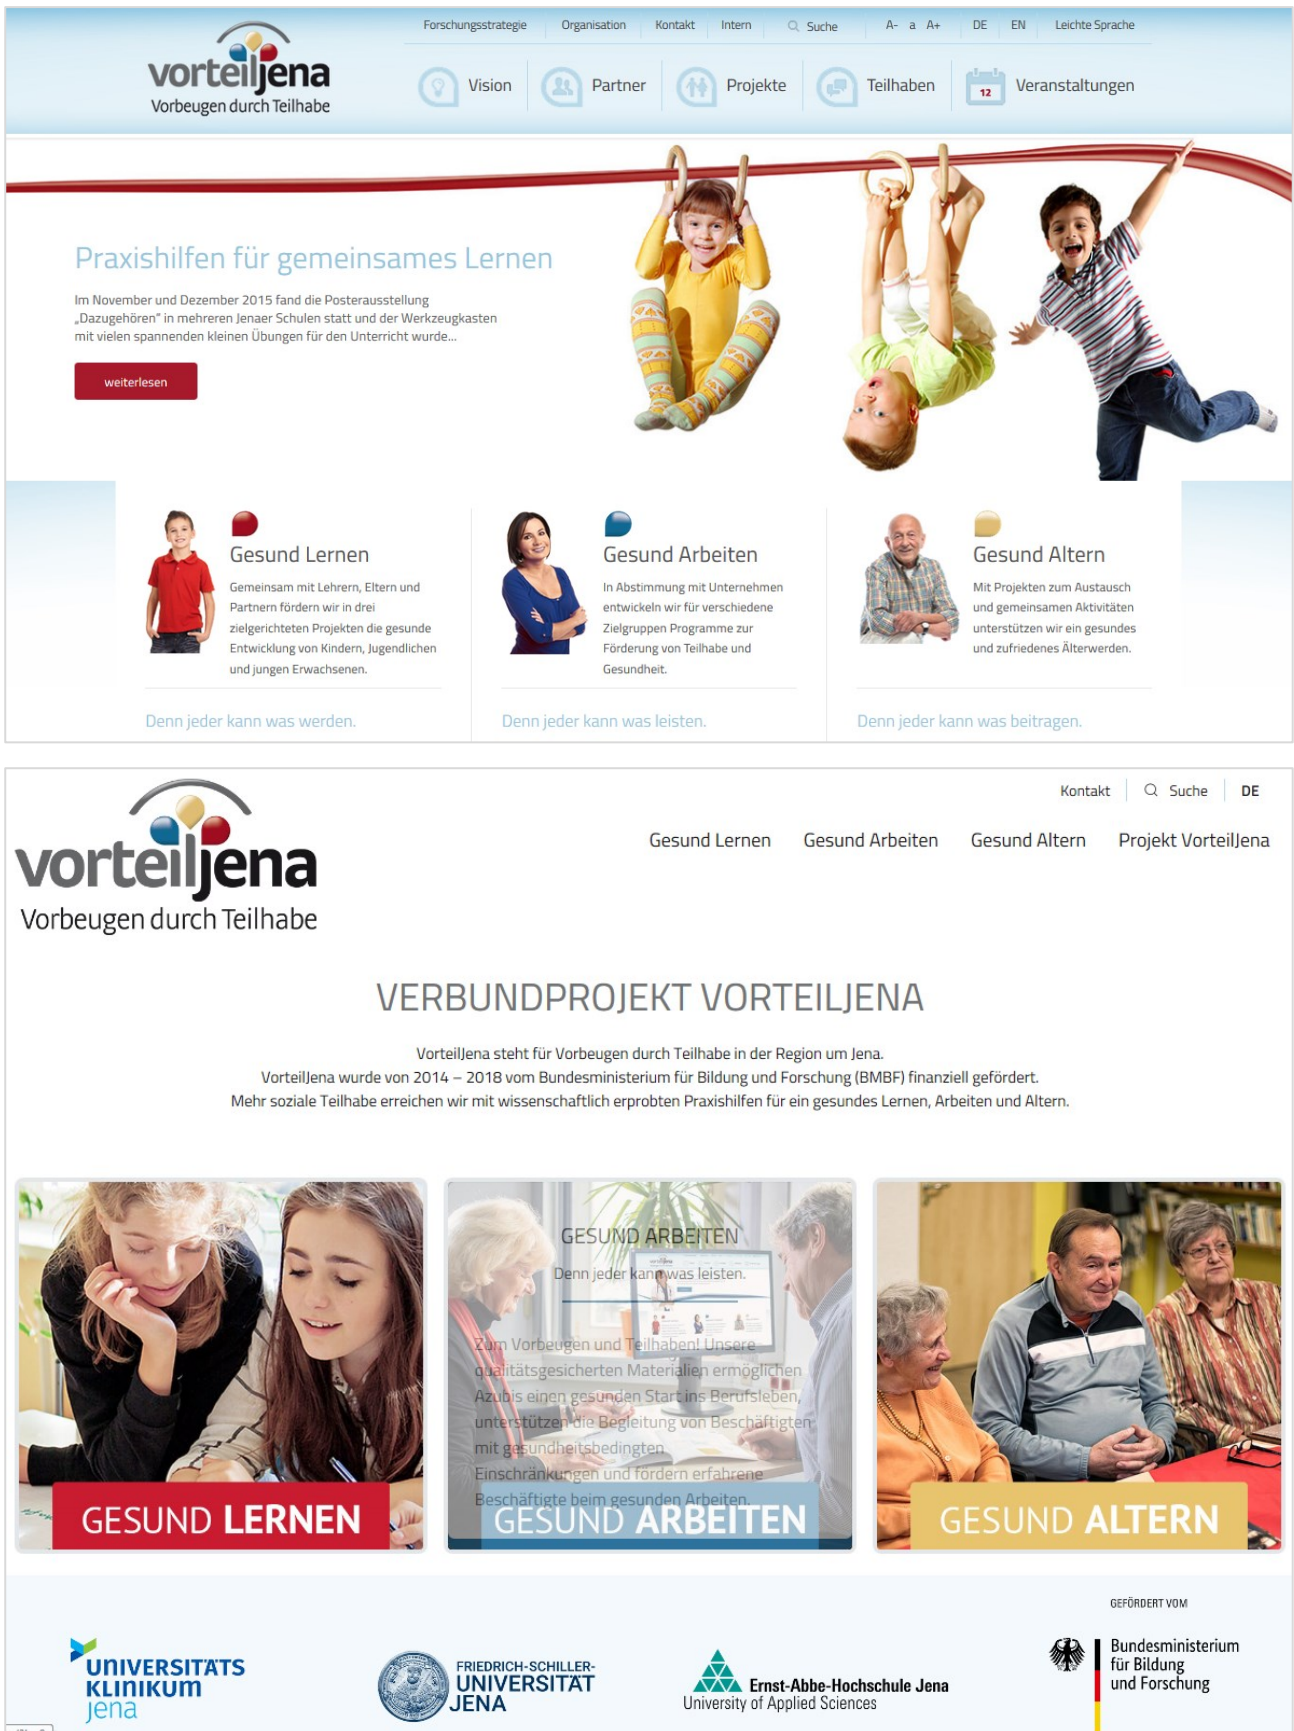 Forschungsstrategie Organisation Kontakt Intern Suche A- a A+ DE EN Leichte Sprache
vorteiljena
Vorbeugen durch Teilhabe
Vision Partner Projekte Teilhaben 12 Veranstaltungen
Praxishilfen für gemeinsames Lernen
Im November und Dezember 2015 fand die Posterausstellung
„Dazugehören“ in mehreren Jenaer Schulen statt und der Werkzeugkasten
mit vielen spannenden kleinen Übungen für den Unterricht wurde...
weiterlesen
Gesund Lernen
Gemeinsam mit Lehrern, Eltern und
Partnern fördern wir in drei
zielgerichteten Projekten die gesunde
Entwicklung von Kindern, Jugendlichen
und jungen Erwachsenen.
Denn jeder kann was werden.
Gesund Arbeiten
In Abstimmung mit Unternehmen
entwickeln wir für verschiedene
Zielgruppen Programme zur
Förderung von Teilhabe und
Gesundheit.
Denn jeder kann was leisten.
Gesund Altern
Mit Projekten zum Austausch
und gemeinsamen Aktivitäten
unterstützen wir ein gesundes
und zufriedenes Älterwerden.
Denn jeder kann was beitragen.
vorteiljena
Vorbeugen durch Teilhabe
Kontakt Suche DE
Gesund Lernen Gesund Arbeiten Gesund Altern Projekt VorteilJena
VERBUNDPROJEKT VORTEILJENA
VorteilJena steht für Vorbeugen durch Teilhabe in der Region um Jena.
VorteilJena wurde von 2014 – 2018 vom Bundesministerium für Bildung und Forschung (BMBF) finanziell gefördert.
Mehr soziale Teilhabe erreichen wir mit wissenschaftlich erprobten Praxishilfen für ein gesundes Lernen, Arbeiten und Altern.
GESUND LERNEN
GESUND ARBEITEN
Denn jeder kann was leisten.
Zum Vorbeugen und Teilhaben! Unsere
qualitätsgesicherten Materialien ermöglichen
Azubis einen gesunden Start ins Berufsleben,
unterstützen die Begleitung von Beschäftigten
mit gesundheitsbedingten
Einschränkungen und fördern erfahrene
Beschäftigte beim gesunden Arbeiten.
GESUND ARBEITEN
GESUND ALTERN
UNIVERSITÄTS
KLINIKUM
jena
FRIEDRICH-SCHILLER-
UNIVERSITÄT
JENA
Ernst-Abbe-Hochschule Jena
University of Applied Sciences
GEFÖRDERT VOM
Bundesministerium
für Bildung
und Forschung